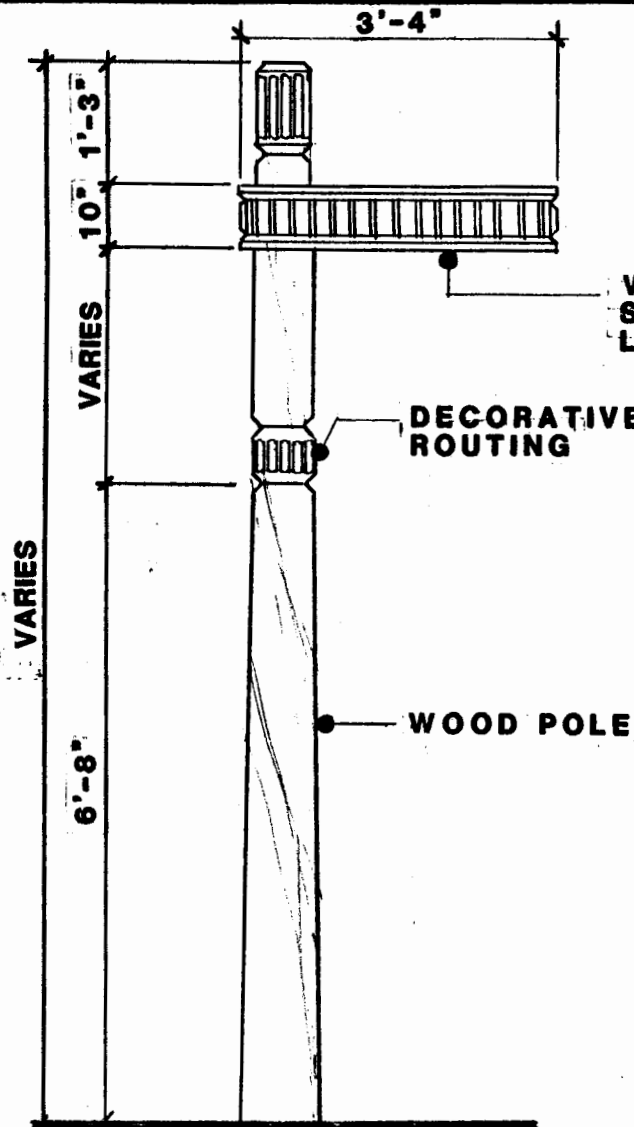 3'-4"
1'-3"
10"
VARIES
DECORATIVE
ROUTING
VARIES
WOOD POLE
6'-8"